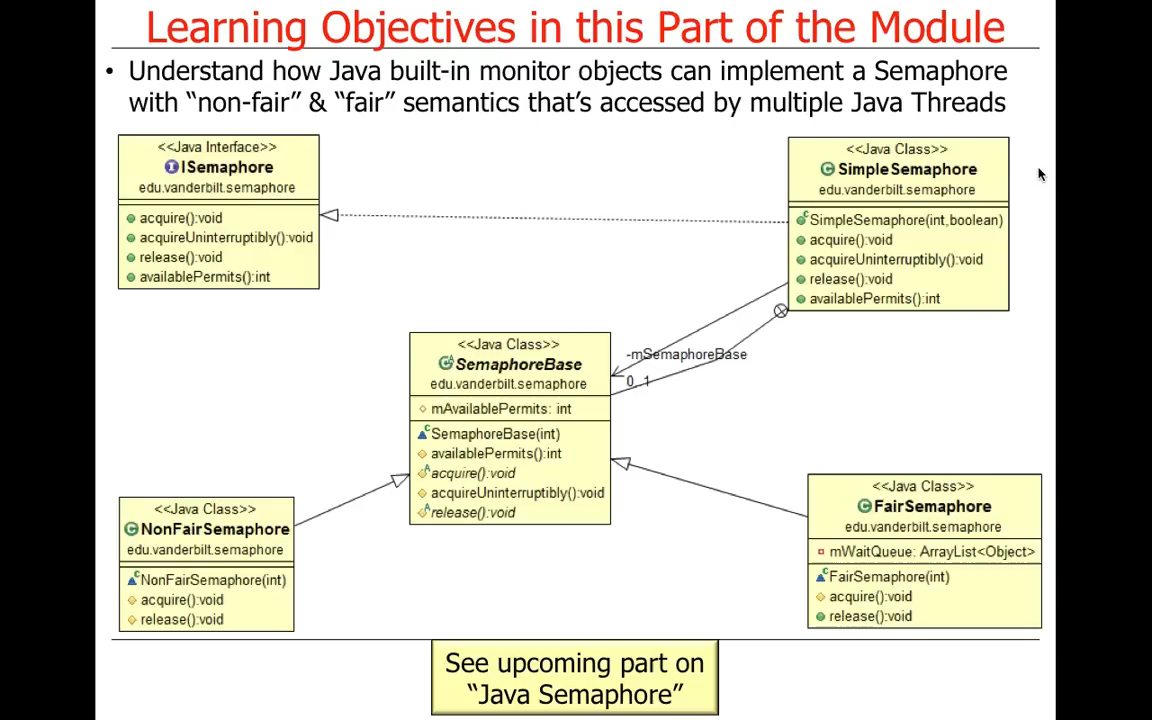 Learning Objectives in this Part of the Module
• Understand how Java built-in monitor objects can implement a Semaphore
with “non-fair” & “fair” semantics that’s accessed by multiple Java Threads
<<Java Interface>>
ISemaphore
edu.vanderbilt.semaphore
acquire():void
acquireUninterruptibly():void
release():void
availablePermits():int
<<Java Class>>
SimpleSemaphore
edu.vanderbilt.semaphore
SimpleSemaphore(int,boolean)
acquire():void
acquireUninterruptibly():void
release():void
availablePermits():int
-mSemaphoreBase
0..1
<<Java Class>>
SemaphoreBase
edu.vanderbilt.semaphore
mAvailablePermits: int
SemaphoreBase(int)
availablePermits():int
acquire():void
acquireUninterruptibly():void
release():void
<<Java Class>>
NonFairSemaphore
edu.vanderbilt.semaphore
NonFairSemaphore(int)
acquire():void
release():void
<<Java Class>>
FairSemaphore
edu.vanderbilt.semaphore
mWaitQueue: ArrayList<Object>
FairSemaphore(int)
acquire():void
release():void
See upcoming part on
“Java Semaphore”